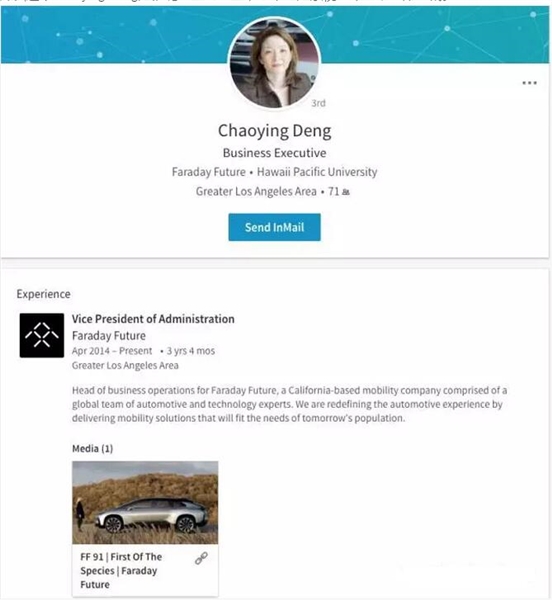 3rd
Chaoying Deng
Business Executive
Faraday Future • Hawaii Pacific University
Greater Los Angeles Area • 71
Send InMail
Experience
Vice President of Administration
Faraday Future
Apr 2014 – Present • 3 yrs 4 mos
Greater Los Angeles Area
Head of business operations for Faraday Future, a California-based mobility company comprised of a
global team of automotive and technology experts. We are redefining the automotive experience by
delivering mobility solutions that will fit the needs of tomorrow's population.
Media (1)
FF 91 | First Of The
Species | Faraday
Future